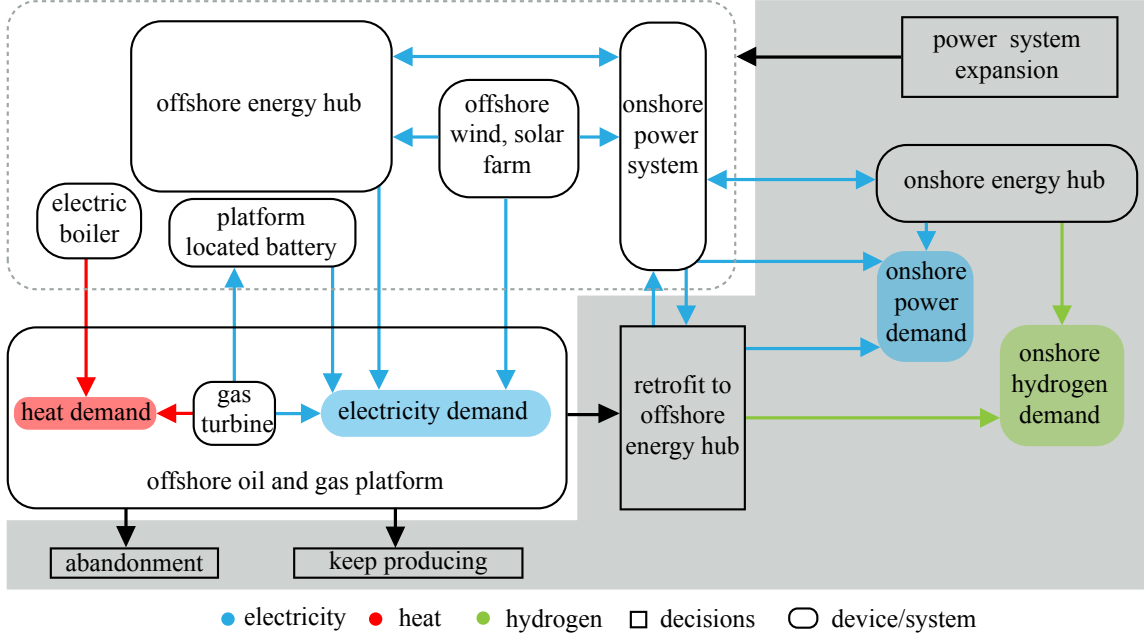 power system
expansion
offshore energy hub
offshore
wind, solar
farm
onshore
power
system
onshore energy hub
electric
boiler
platform
located battery
onshore
power
demand
onshore
hydrogen
demand
retrofit to
offshore
energy hub
heat demand
gas
turbine
electricity demand
offshore oil and gas platform
abandonment
keep producing
electricity
heat
hydrogen
decisions
device/system